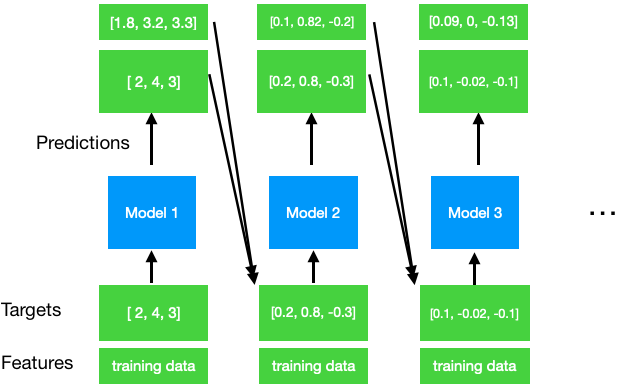 [1.8, 3.2, 3.3]
[0.1, 0.82, -0.2]
[0.09, 0, -0.13]
[ 2, 4, 3]
[0.2, 0.8, -0.3]
[0.1, -0.02, -0.1]
Predictions
Model 1
Model 2
Model 3
...
Targets
[ 2, 4, 3]
[0.2, 0.8, -0.3]
[0.1, -0.02, -0.1]
Features
training data
training data
training data